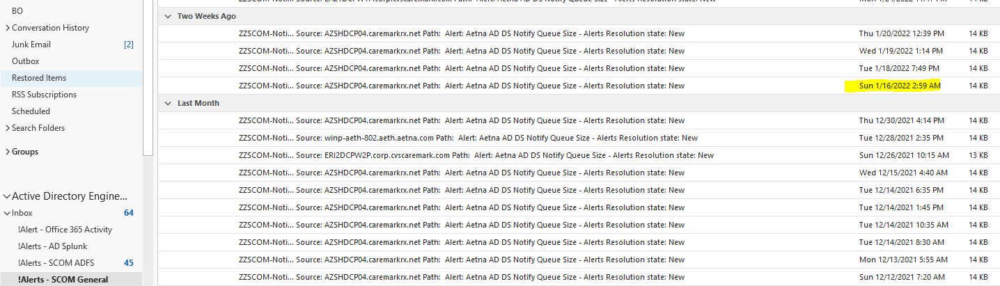 BO
Conversation History
Junk Email [2]
Outbox
Restored Items
RSS Subscriptions
Scheduled
Search Folders
Groups
Active Directory Engine...
Inbox 64
!Alert - Office 365 Activity
!Alerts - AD Splunk
!Alerts - SCOM ADFS 45
!Alerts - SCOM General
Two Weeks Ago
ZZSCOM-Noti... Source: AZSHDCP04.caremarkrx.net Path: Alert: Aetna AD DS Notify Queue Size - Alerts Resolution state: New Thu 1/20/2022 12:39 PM 14 KB
ZZSCOM-Noti... Source: AZSHDCP04.caremarkrx.net Path: Alert: Aetna AD DS Notify Queue Size - Alerts Resolution state: New Wed 1/19/2022 1:14 PM 14 KB
ZZSCOM-Noti... Source: AZSHDCP04.caremarkrx.net Path: Alert: Aetna AD DS Notify Queue Size - Alerts Resolution state: New Tue 1/18/2022 7:49 PM 14 KB
ZZSCOM-Noti... Source: AZSHDCP04.caremarkrx.net Path: Alert: Aetna AD DS Notify Queue Size - Alerts Resolution state: New Sun 1/16/2022 2:59 AM 14 KB
Last Month
ZZSCOM-Noti... Source: AZSHDCP04.caremarkrx.net Path: Alert: Aetna AD DS Notify Queue Size - Alerts Resolution state: New Thu 12/30/2021 4:14 PM 14 KB
ZZSCOM-Noti... Source: winp-aeth-802.aeth.aetna.com Path: Alert: Aetna AD DS Notify Queue Size - Alerts Resolution state: New Tue 12/28/2021 2:35 PM 14 KB
ZZSCOM-Noti... Source: ERI2DCPW2P.corp.cvscaremark.com Path: Alert: Aetna AD DS Notify Queue Size - Alerts Resolution state: New Sun 12/26/2021 10:15 AM 13 KB
ZZSCOM-Noti... Source: AZSHDCP04.caremarkrx.net Path: Alert: Aetna AD DS Notify Queue Size - Alerts Resolution state: New Wed 12/15/2021 4:40 AM 14 KB
ZZSCOM-Noti... Source: AZSHDCP04.caremarkrx.net Path: Alert: Aetna AD DS Notify Queue Size - Alerts Resolution state: New Tue 12/14/2021 6:35 PM 14 KB
ZZSCOM-Noti... Source: AZSHDCP04.caremarkrx.net Path: Alert: Aetna AD DS Notify Queue Size - Alerts Resolution state: New Tue 12/14/2021 1:45 PM 14 KB
ZZSCOM-Noti... Source: AZSHDCP04.caremarkrx.net Path: Alert: Aetna AD DS Notify Queue Size - Alerts Resolution state: New Tue 12/14/2021 10:35 AM 14 KB
ZZSCOM-Noti... Source: AZSHDCP04.caremarkrx.net Path: Alert: Aetna AD DS Notify Queue Size - Alerts Resolution state: New Tue 12/14/2021 8:30 AM 14 KB
ZZSCOM-Noti... Source: AZSHDCP04.caremarkrx.net Path: Alert: Aetna AD DS Notify Queue Size - Alerts Resolution state: New Mon 12/13/2021 5:55 AM 14 KB
ZZSCOM-Noti... Source: AZSHDCP04.caremarkrx.net Path: Alert: Aetna AD DS Notify Queue Size - Alerts Resolution state: New Sun 12/12/2021 7:20 AM 14 KB